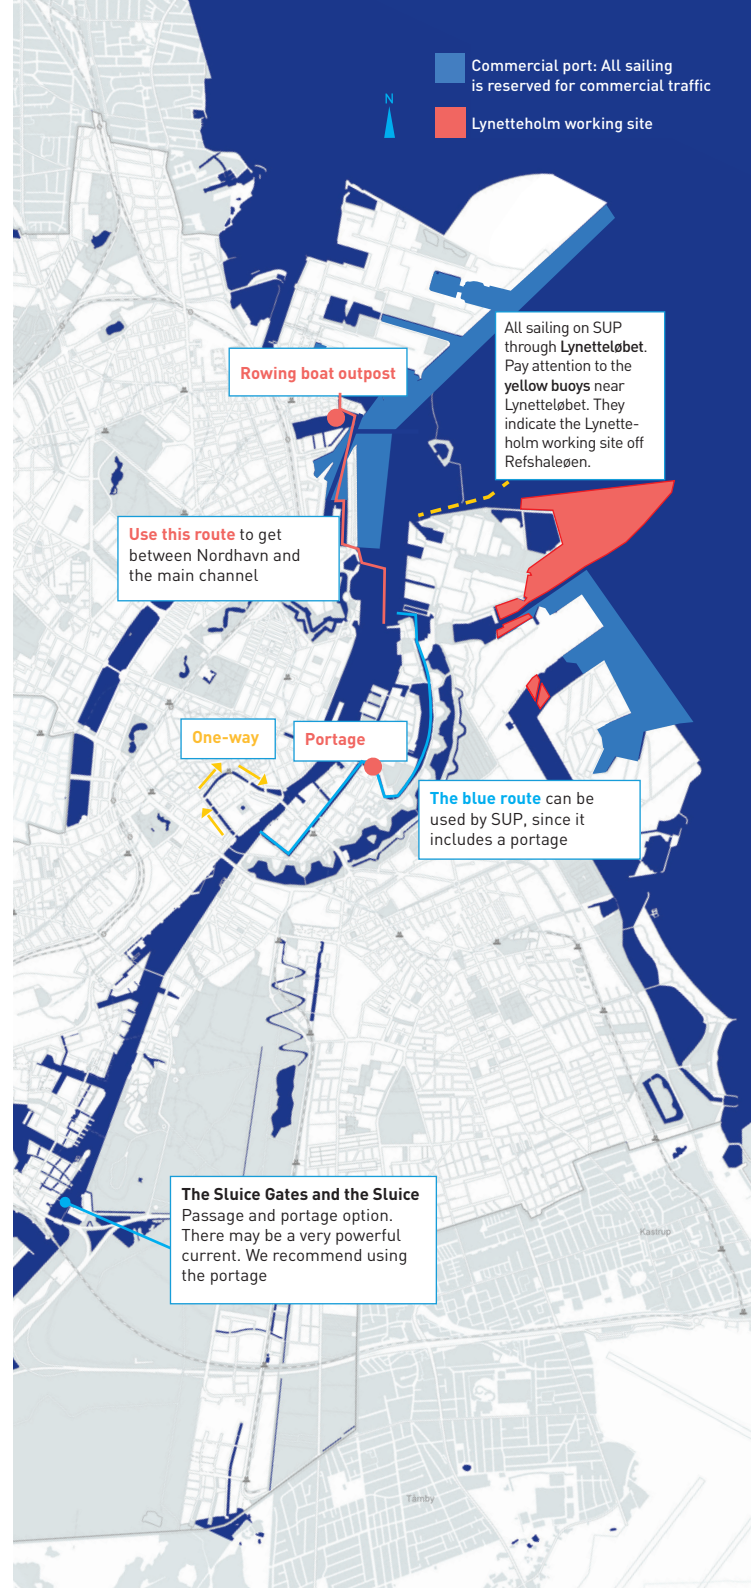 Commercial port: All sailing
is reserved for commercial traffic
N
Lynetteholm working site
All sailing on SUP
through Lynetteløbet.
Pay attention to the
yellow buoys near
Lynetteløbet. They
indicate the Lynette-
holm working site off
Refshaleøen.
Rowing boat outpost
Use this route to get
between Nordhavn and
the main channel
One-way
Portage
The blue route can be
used by SUP, since it
includes a portage
The Sluice Gates and the Sluice
Passage and portage option.
There may be a very powerful
current. We recommend using
the portage
Kastrup
Tårnby